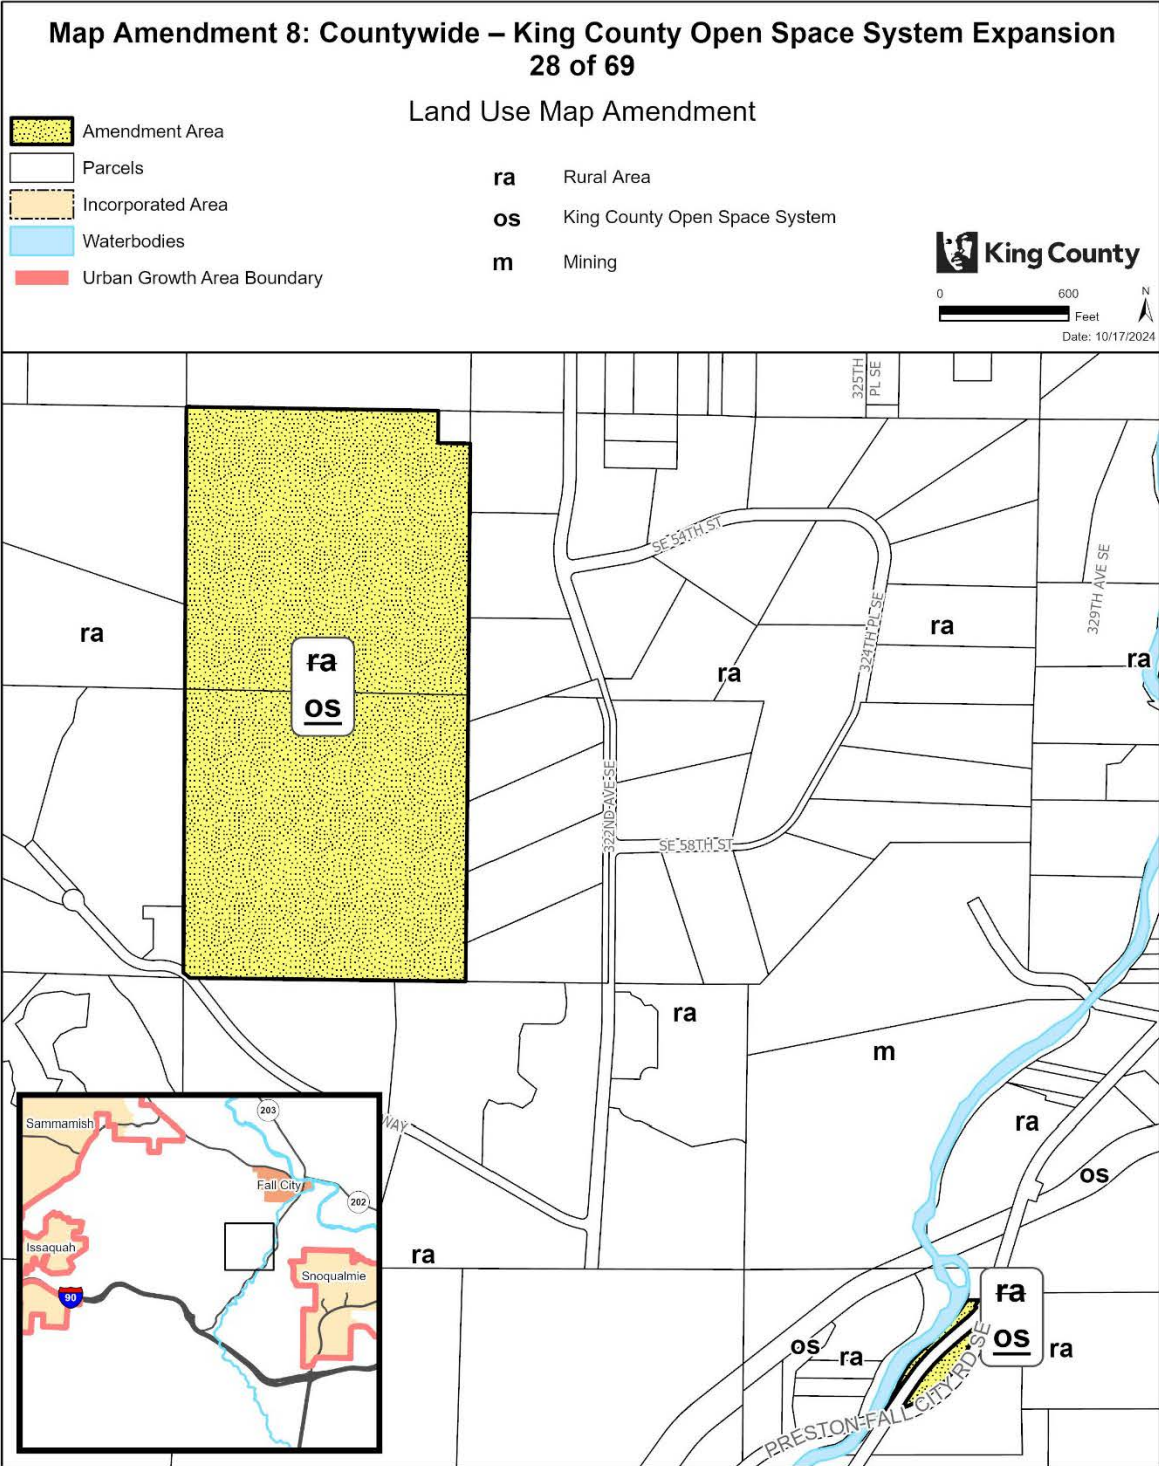 Map Amendment 8: Countywide – King County Open Space System Expansion
28 of 69
Land Use Map Amendment
Amendment Area
Parcels
Incorporated Area
Waterbodies
Urban Growth Area Boundary
ra Rural Area
os King County Open Space System
m Mining
King County
0 600
Feet
N
Date: 10/17/2024
325TH
PL SE
SE 54TH ST
329TH AVE SE
324TH PL SE
ra
ra
ra
ra
ra
os
322ND AVE SE
SE 58TH ST
ra
m
ra
os
WAY
ra
ra
os
os
ra
ra
PRESTON-FALL CITY RD SE
Sammamish
203
Fall City
202
Issaquah
Snoqualmie
90